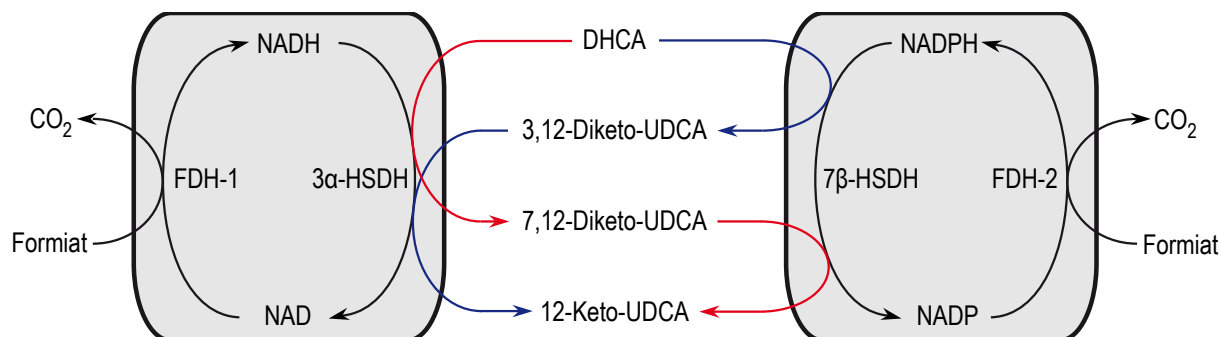 NADH
DHCA
NADPH
CO2
3,12-Diketo-UDCA
CO2
FDH-1
3α-HSDH
7β-HSDH
FDH-2
7,12-Diketo-UDCA
Formiat
Formiat
NAD
12-Keto-UDCA
NADP